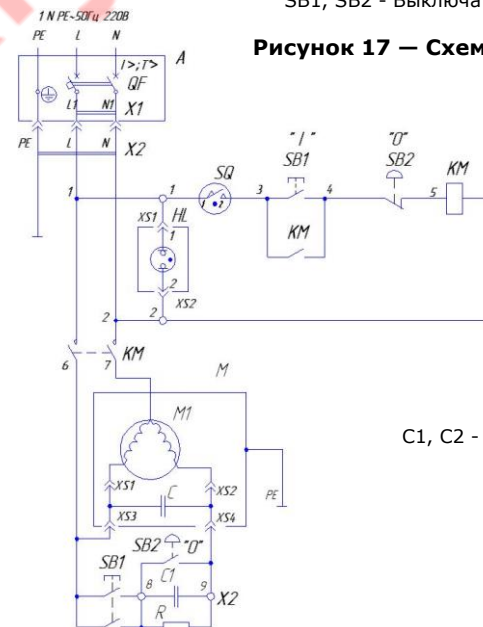 SB1, SB2 - Выключа
1 N PE~50Гц 220В
Рисунок 17 — Схем
PE L N
A
I>;T°>
QF
L1 N1 X1
PE L N X2
"I" "0"
SQ SB1 SB2 KM
1 1 1 2 3 4 5
XS1 HL
1
KM
2
XS2
2 2
KM
6 7
M
M1
C1, C2 -
XS1 C XS2
PE
XS3 XS4
SB2 "0"
SB1
8 C1 9 X2
R